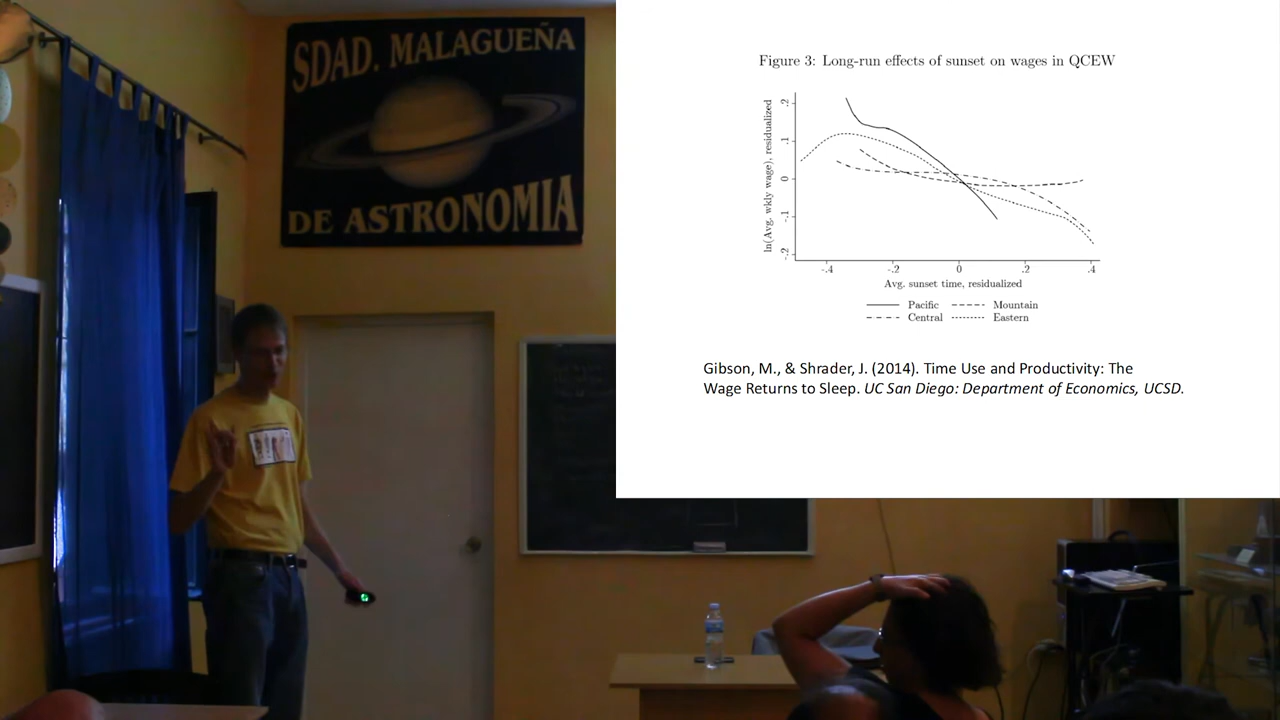 SDAD. MALAGUEÑA
DE ASTRONOMIA
Figure 3: Long-run effects of sunset on wages in QCEW
ln(Avg. wkly wage), residualized
.2
.1
0
-.1
-.2
-.4
-.2
0
.2
.4
Avg. sunset time, residualized
Pacific
Mountain
Central
Eastern
Gibson, M., & Shrader, J. (2014). Time Use and Productivity: The
Wage Returns to Sleep. UC San Diego: Department of Economics, UCSD.